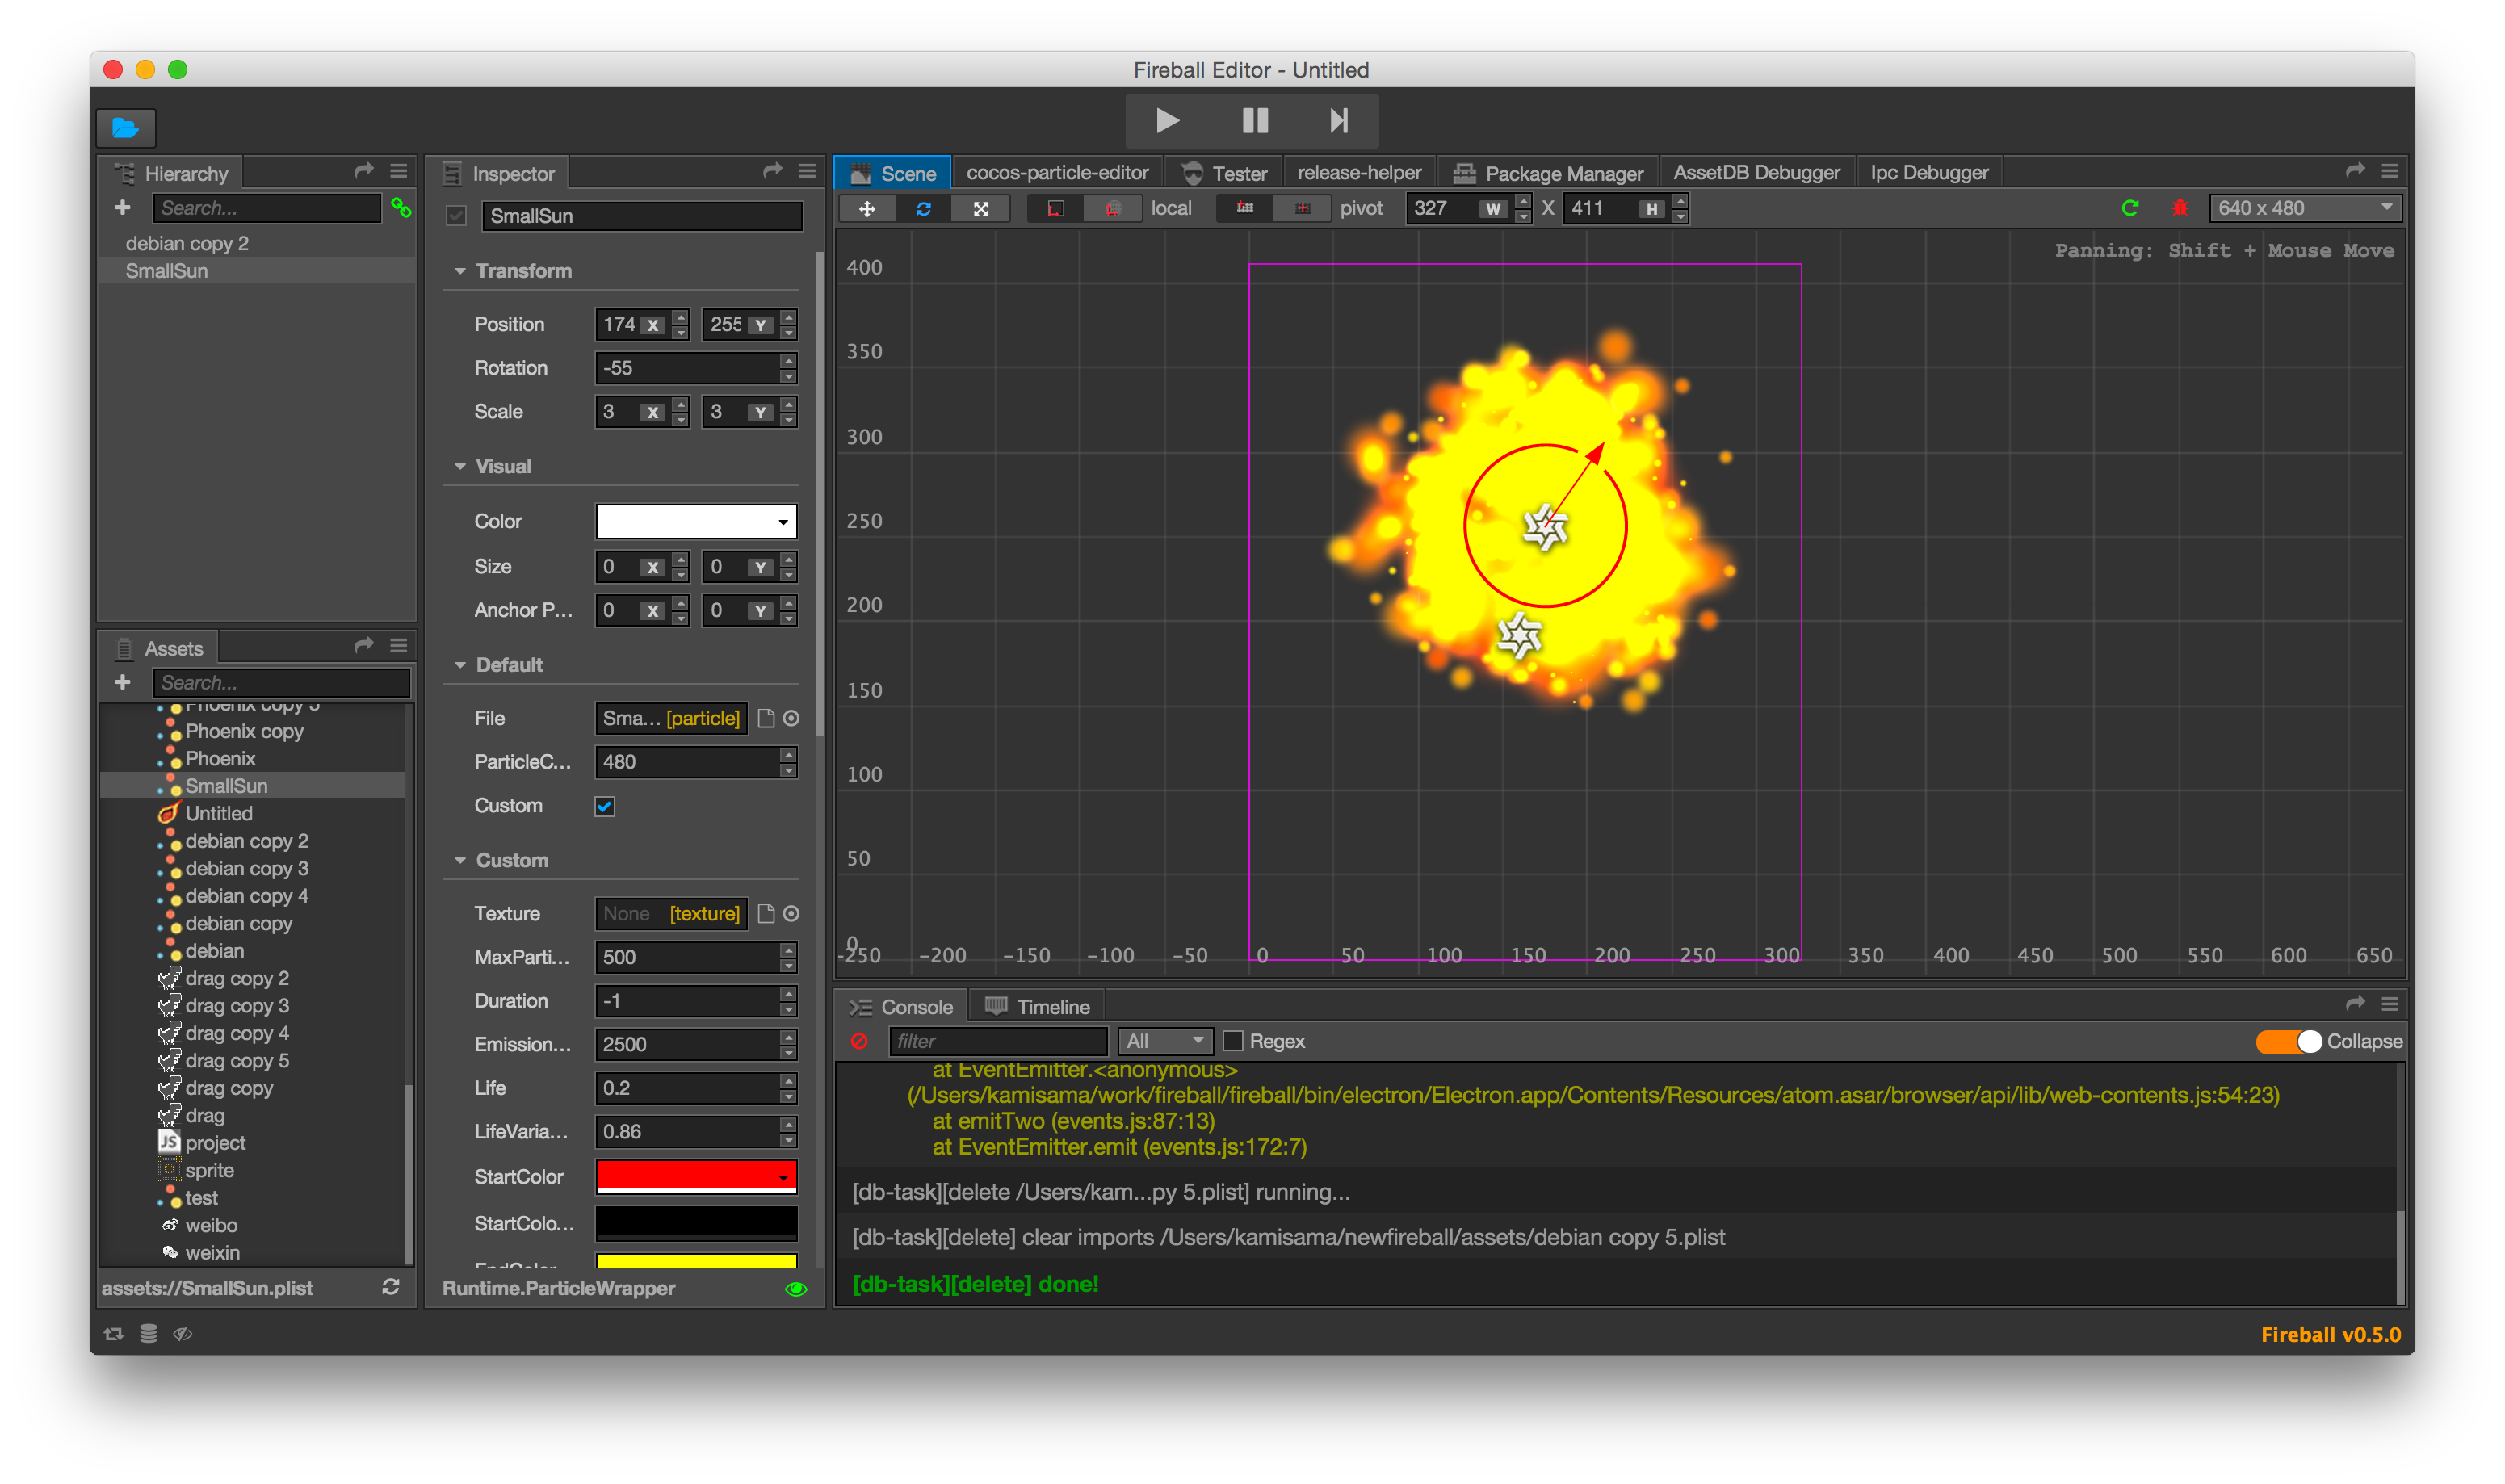 Fireball Editor - Untitled
Hierarchy
Search...
debian copy 2
SmallSun
Assets
Search...
Phoenix copy 5
Phoenix copy
Phoenix
SmallSun
Untitled
debian copy 2
debian copy 3
debian copy 4
debian copy
debian
drag copy 2
drag copy 3
drag copy 4
drag copy 5
drag copy
drag
JS project
sprite
test
weibo
weixin
assets://SmallSun.plist
Inspector
SmallSun
Transform
Position 174 X 255 Y
Rotation -55
Scale 3 X 3 Y
Visual
Color
Size 0 X 0 Y
Anchor P... 0 X 0 Y
Default
File Sma... [particle]
ParticleC... 480
Custom
Custom
Texture None [texture]
MaxParti... 500
Duration -1
Emission... 2500
Life 0.2
LifeVaria... 0.86
StartColor
StartColo...
EndColor
Runtime.ParticleWrapper
Scene cocos-particle-editor Tester release-helper Package Manager AssetDB Debugger Ipc Debugger
local pivot 327 W X 411 H 640 x 480
Panning: Shift + Mouse Move
400
350
300
250
200
150
100
50
0
-250 -200 -150 -100 -50 0 50 100 150 200 250 300 350 400 450 500 550 600 650
Console Timeline
filter All Regex Collapse
at EventEmitter.<anonymous>
(/Users/kamisama/work/fireball/fireball/bin/electron/Electron.app/Contents/Resources/atom.asar/browser/api/lib/web-contents.js:54:23)
at emitTwo (events.js:87:13)
at EventEmitter.emit (events.js:172:7)
[db-task][delete /Users/kam...py 5.plist] running...
[db-task][delete] clear imports /Users/kamisama/newfireball/assets/debian copy 5.plist
[db-task][delete] done!
Fireball v0.5.0